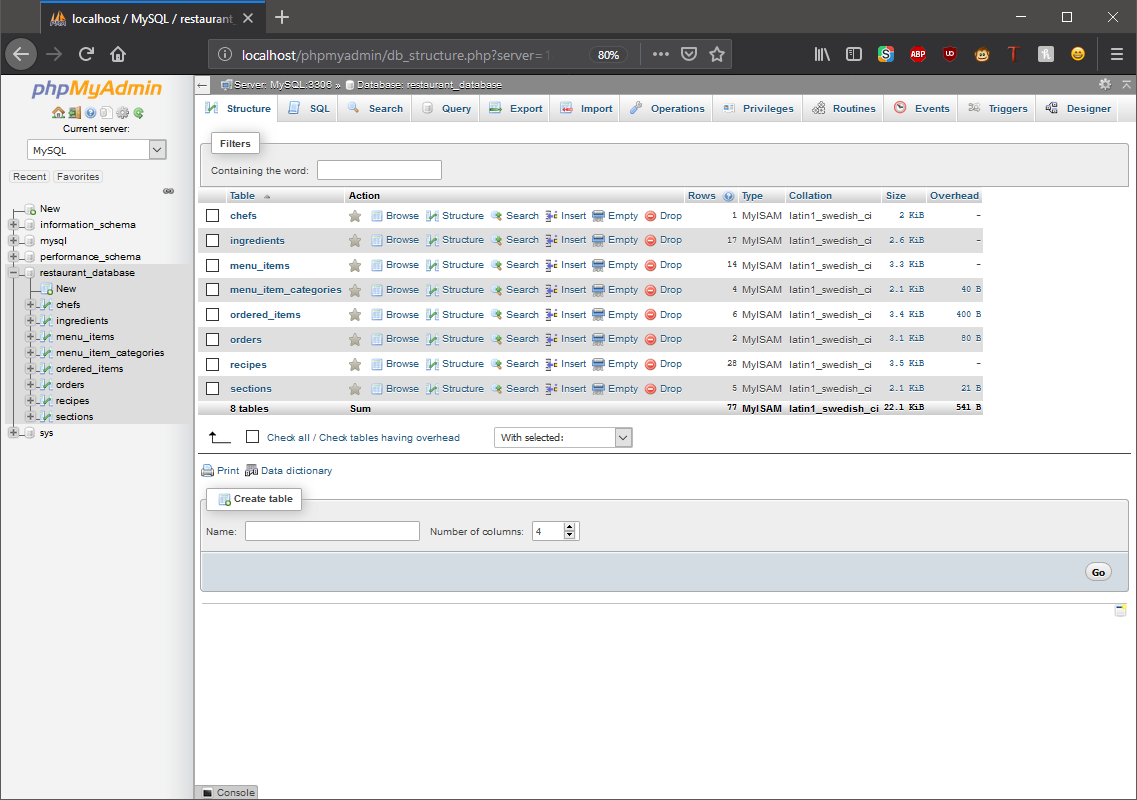 localhost / MySQL / restaurant_
localhost/phpmyadmin/db_structure.php?server=1 80%
ABP UD T
phpMyAdmin
Current server:
MySQL
Recent Favorites
New
information_schema
mysql
performance_schema
restaurant_database
New
chefs
ingredients
menu_items
menu_item_categories
ordered_items
orders
recipes
sections
sys
Server: MySQL:3306 » Database: restaurant_database
Structure SQL Search Query Export Import Operations Privileges Routines Events Triggers Designer
Filters
Containing the word:
Table Action Rows Type Collation Size Overhead
chefs Browse Structure Search Insert Empty Drop 1 MyISAM latin1_swedish_ci 2 KiB -
ingredients Browse Structure Search Insert Empty Drop 17 MyISAM latin1_swedish_ci 2.6 KiB -
menu_items Browse Structure Search Insert Empty Drop 14 MyISAM latin1_swedish_ci 3.3 KiB -
menu_item_categories Browse Structure Search Insert Empty Drop 4 MyISAM latin1_swedish_ci 2.1 KiB 40 B
ordered_items Browse Structure Search Insert Empty Drop 6 MyISAM latin1_swedish_ci 3.4 KiB 400 B
orders Browse Structure Search Insert Empty Drop 2 MyISAM latin1_swedish_ci 3.1 KiB 80 B
recipes Browse Structure Search Insert Empty Drop 28 MyISAM latin1_swedish_ci 3.5 KiB -
sections Browse Structure Search Insert Empty Drop 5 MyISAM latin1_swedish_ci 2.1 KiB 21 B
8 tables Sum 77 MyISAM latin1_swedish_ci 22.1 KiB 541 B
Check all / Check tables having overhead With selected:
Print Data dictionary
Create table
Name: Number of columns: 4
Go
Console